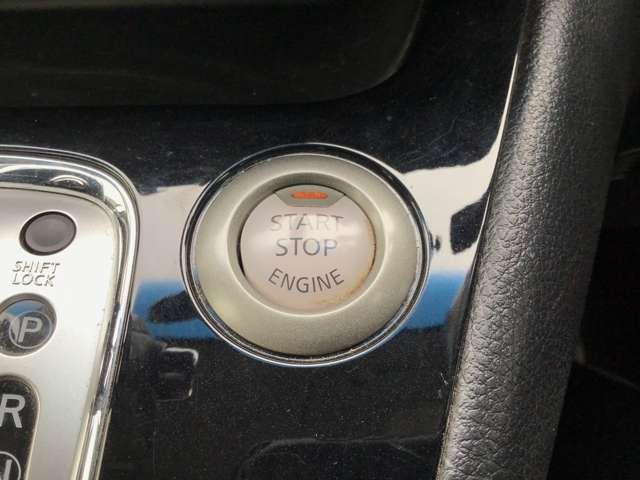 START
STOP
ENGINE
SHIFT
LOCK
P
R
N